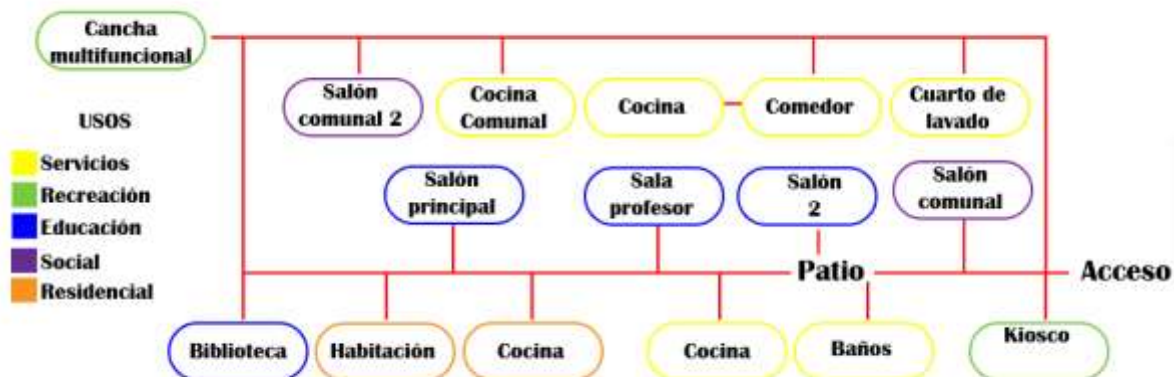 Cancha
multifuncional
Salón
comunal 2
Cocina
Comunal
Cocina
Comedor
Cuarto de
lavado
USOS
Servicios
Recreación
Educación
Social
Residencial
Salón
principal
Sala
profesor
Salón
2
Salón
comunal
Patio
Acceso
Biblioteca
Habitación
Cocina
Cocina
Baños
Kiosco